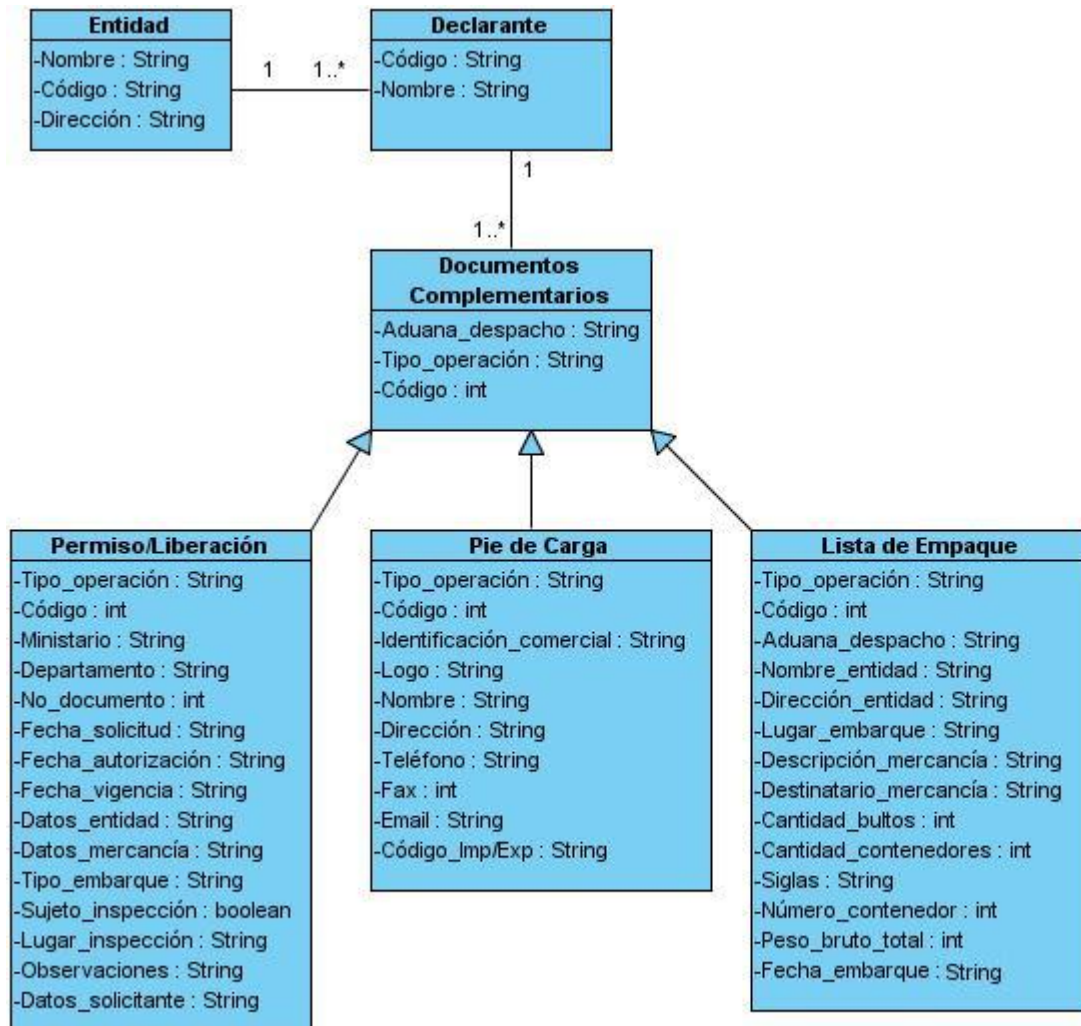 Entidad
-Nombre : String
-Código : String
-Dirección : String
1
1..*
Declarante
-Código : String
-Nombre : String
1
1..*
Documentos
Complementarios
-Aduana_despacho : String
-Tipo_operación : String
-Código : int
Permiso/Liberación
-Tipo_operación : String
-Código : int
-Ministario : String
-Departamento : String
-No_documento : int
-Fecha_solicitud : String
-Fecha_autorización : String
-Fecha_vigencia : String
-Datos_entidad : String
-Datos_mercancía : String
-Tipo_embarque : String
-Sujeto_inspección : boolean
-Lugar_inspección : String
-Observaciones : String
-Datos_solicitante : String
Pie de Carga
-Tipo_operación : String
-Código : int
-Identificación_comercial : String
-Logo : String
-Nombre : String
-Dirección : String
-Teléfono : String
-Fax : int
-Email : String
-Código_Imp/Exp : String
Lista de Empaque
-Tipo_operación : String
-Código : int
-Aduana_despacho : String
-Nombre_entidad : String
-Dirección_entidad : String
-Lugar_embarque : String
-Descripción_mercancía : String
-Destinatario_mercancía : String
-Cantidad_bultos : int
-Cantidad_contenedores : int
-Siglas : String
-Número_contenedor : int
-Peso_bruto_total : int
-Fecha_embarque : String